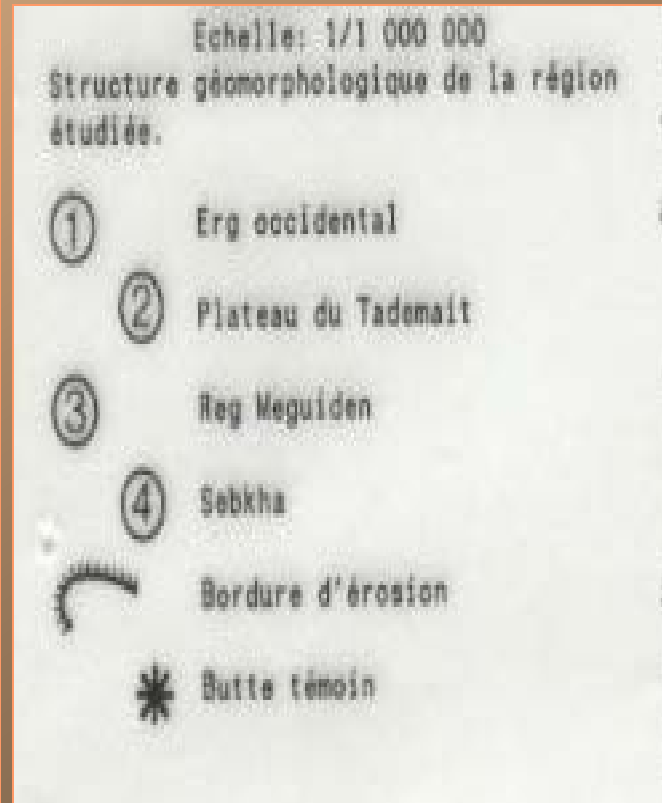 Echelle: 1/1 000 000
Structure géomorphologique de la région
étudiée.
1 Erg occidental
2 Plateau du Tademait
3 Reg Meguiden
4 Sebkha
Bordure d'érosion
Butte témoin